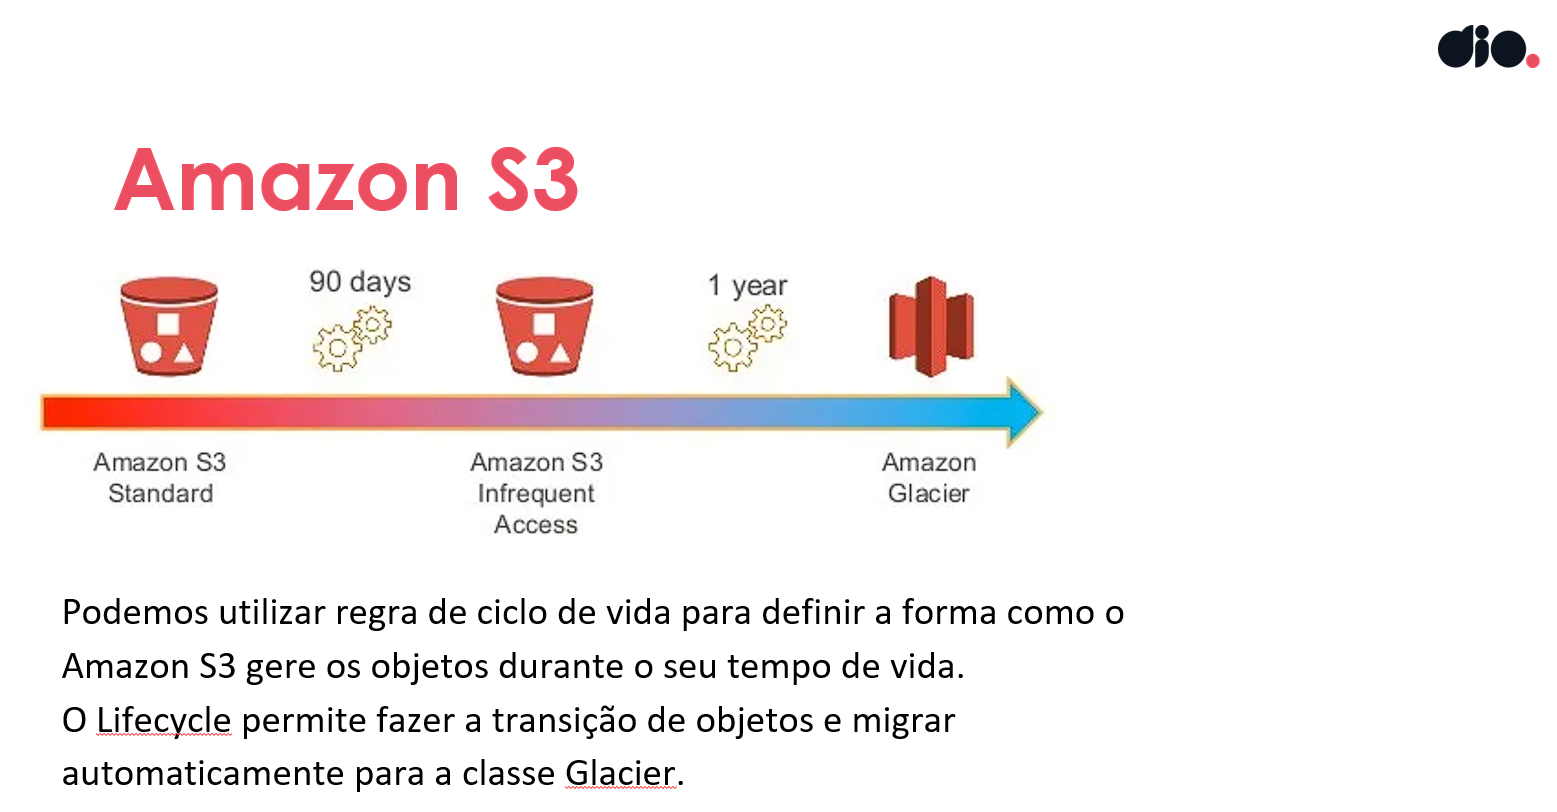 dio.
Amazon S3
90 days
1 year
Amazon S3
Standard
Amazon S3
Infrequent
Access
Amazon
Glacier
Podemos utilizar regra de ciclo de vida para definir a forma como o
Amazon S3 gere os objetos durante o seu tempo de vida.
O Lifecycle permite fazer a transição de objetos e migrar
automaticamente para a classe Glacier.